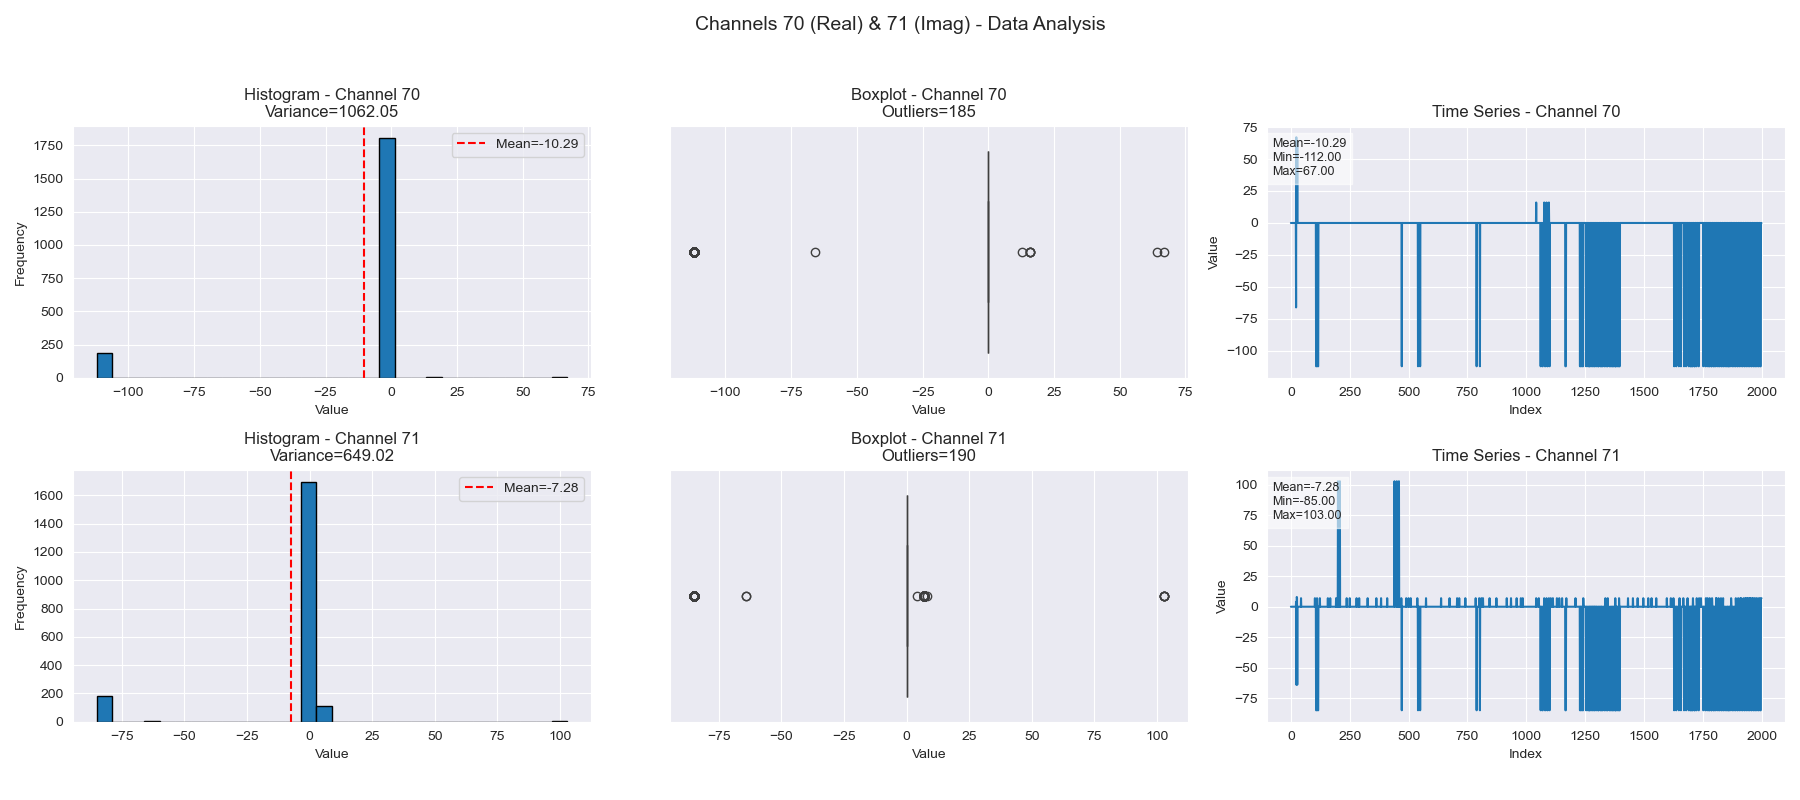 Channels 70 (Real) & 71 (Imag) - Data Analysis
Histogram - Channel 70
Variance=1062.05
Mean=-10.29
Frequency
1750
1500
1250
1000
750
500
250
0
−100 −75 −50 −25 0 25 50 75
Value
Boxplot - Channel 70
Outliers=185
−100 −75 −50 −25 0 25 50 75
Value
Time Series - Channel 70
Mean=-10.29
Min=-112.00
Max=67.00
Value
75
50
25
0
−25
−50
−75
−100
0 250 500 750 1000 1250 1500 1750 2000
Index
Histogram - Channel 71
Variance=649.02
Mean=-7.28
Frequency
1600
1400
1200
1000
800
600
400
200
0
−75 −50 −25 0 25 50 75 100
Value
Boxplot - Channel 71
Outliers=190
−75 −50 −25 0 25 50 75 100
Value
Time Series - Channel 71
Mean=-7.28
Min=-85.00
Max=103.00
Value
100
75
50
25
0
−25
−50
−75
0 250 500 750 1000 1250 1500 1750 2000
Index